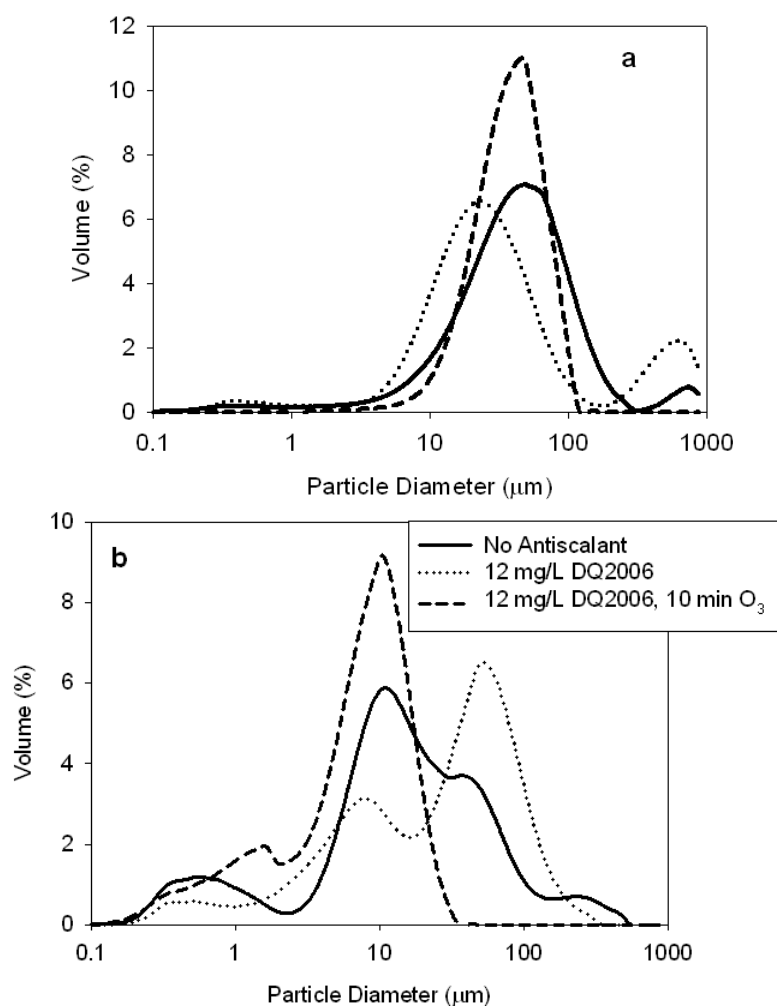 12
a
10
8
6
4
2
0
Volume (%)
0.1 1 10 100 1000
Particle Diameter (μm)
10
b
No Antiscalant
12 mg/L DQ2006
12 mg/L DQ2006, 10 min O₃
8
6
4
2
0
Volume (%)
0.1 1 10 100 1000
Particle Diameter (μm)